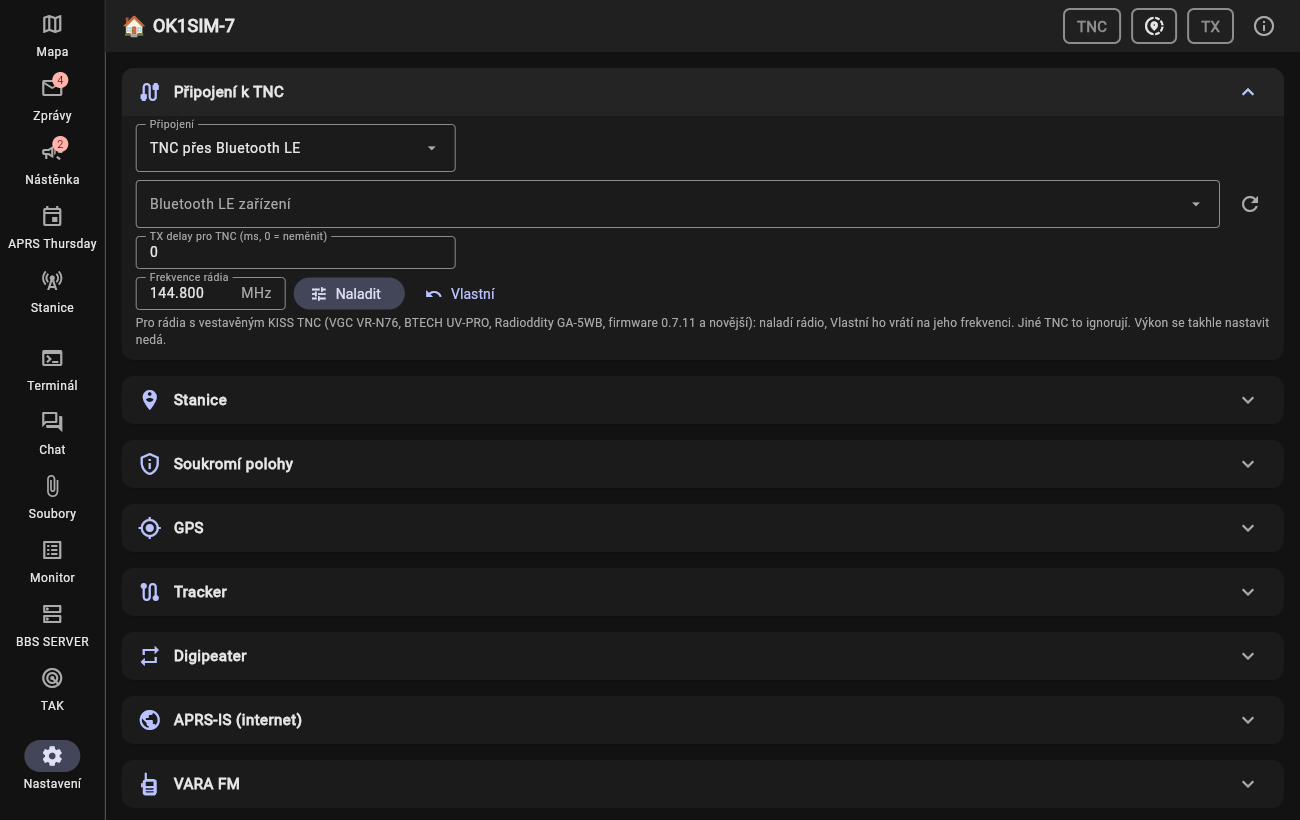 Mapa
4
Zprávy
2
Nástěnka
APRS Thursday
Stanice
Terminál
Chat
Soubory
Monitor
BBS SERVER
TAK
Nastavení
OK1SIM-7
TNC
TX
Připojení k TNC
Připojení
TNC přes Bluetooth LE
Bluetooth LE zařízení
TX delay pro TNC (ms, 0 = neměnit)
0
Frekvence rádia
144.800 MHz
Naladit
Vlastní
Pro rádia s vestavěným KISS TNC (VGC VR-N76, BTECH UV-PRO, Radioddity GA-5WB, firmware 0.7.11 a novější): naladí rádio, Vlastní ho vrátí na jeho frekvenci. Jiné TNC to ignorují. Výkon se takhle nastavit
nedá.
Stanice
Soukromí polohy
GPS
Tracker
Digipeater
APRS-IS (internet)
VARA FM